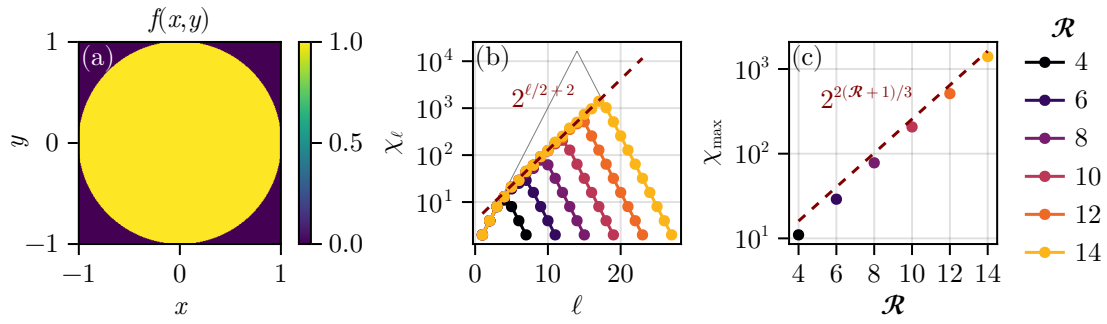 f(x,y)
(a)
1
0
−1
y
−1
0
1
x
1.0
0.5
0.0
(b)
2^{ℓ/2+2}
10^4
10^3
10^2
10^1
χ_ℓ
0
10
20
ℓ
(c)
2^{2(𝓡+1)/3}
10^3
10^2
10^1
χ_max
4
6
8
10
12
14
𝓡
𝓡
4
6
8
10
12
14